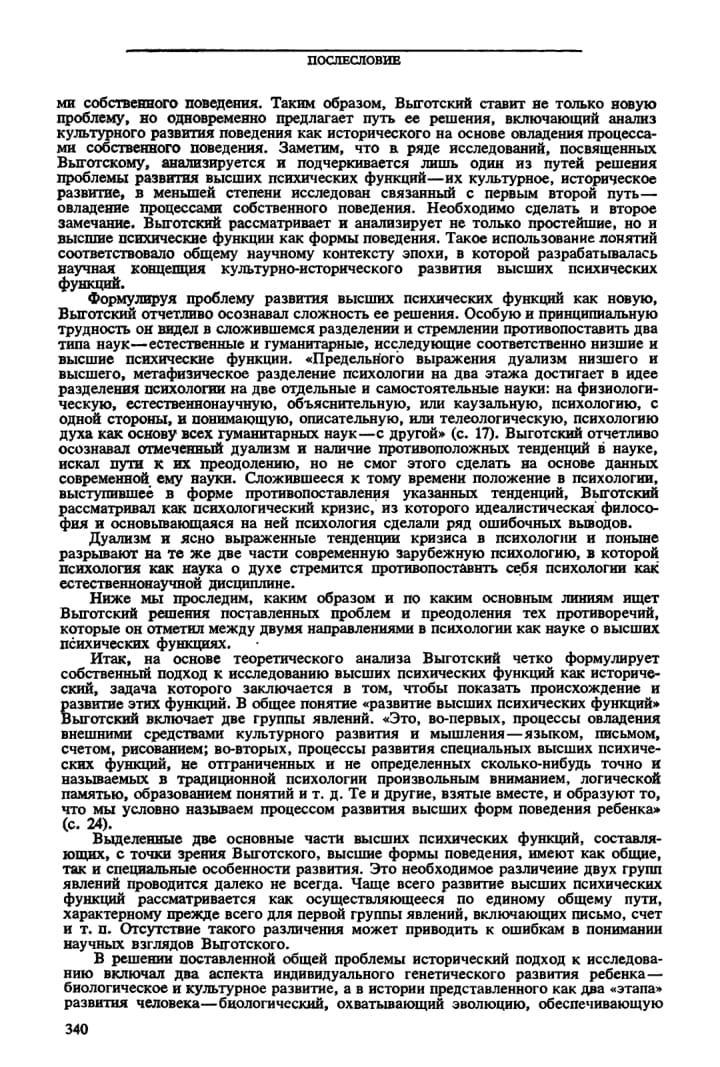 ПОСЛЕСЛОВИЕ
ми собственного поведения. Таким образом, Выготский ставит не только новую
проблему, но одновременно предлагает путь ее решения, включающий анализ
культурного развития поведения как исторического на основе овладения процесса-
ми собственного поведения. Заметим, что в ряде исследований, посвященных
Выготскому, анализируется и подчеркивается лишь один из путей решения
проблемы развития высших психических функций—их культурное, историческое
развитие, в меньшей степени исследован связанный с первым второй путь—
овладение процессами собственного поведения. Необходимо сделать и второе
замечание. Выготский рассматривает и анализирует не только простейшие, но и
высшие психические функции как формы поведения. Такое использование понятий
соответствовало общему научному контексту эпохи, в которой разрабатывалась
научная концепция культурно-исторического развития высших психических
функций.
Формулируя проблему развития высших психических функций как новую,
Выготский отчетливо осознавал сложность ее решения. Особую и принципиальную
трудность он видел в сложившемся разделении и стремлении противопоставить два
типа наук—естественные и гуманитарные, исследующие соответственно низшие и
высшие психические функции. «Предельного выражения дуализм низшего и
высшего, метафизическое разделение психологии на два этажа достигает в идее
разделения психологии на две отдельные и самостоятельные науки: на физиологи-
ческую, естественнонаучную, объяснительную, или каузальную, психологию, с
одной стороны, и понимающую, описательную, или телеологическую, психологию
духа как основу всех гуманитарных наук—с другой» (с. 17). Выготский отчетливо
осознавал отмеченный дуализм и наличие противоположных тенденций в науке,
искал пути к их преодолению, но не смог этого сделать на основе данных
современной ему науки. Сложившееся к тому времени положение в психологии,
выступившее в форме противопоставления указанных тенденций, Выготский
рассматривал как психологический кризис, из которого идеалистическая филосо-
фия и основывающаяся на ней психология сделали ряд ошибочных выводов.
Дуализм и ясно выраженные тенденции кризиса в психологии и поныне
разрывают на те же две части современную зарубежную психологию, в которой
психология как наука о духе стремится противопоставить себя психологии как
естественнонаучной дисциплине.
Ниже мы проследим, каким образом и по каким основным линиям ищет
Выготский решения поставленных проблем и преодоления тех противоречий,
которые он отметил между двумя направлениями в психологии как науке о высших
психических функциях.
Итак, на основе теоретического анализа Выготский четко формулирует
собственный подход к исследованию высших психических функций как историче-
ский, задача которого заключается в том, чтобы показать происхождение и
развитие этих функций. В общее понятие «развитие высших психических функций»
Выготский включает две группы явлений. «Это, во-первых, процессы овладения
внешними средствами культурного развития и мышления—языком, письмом,
счетом, рисованием; во-вторых, процессы развития специальных высших психиче-
ских функций, не отграниченных и не определенных сколько-нибудь точно и
называемых в традиционной психологии произвольным вниманием, логической
памятью, образованием понятий и т. д. Те и другие, взятые вместе, и образуют то,
что мы условно называем процессом развития высших форм поведения ребенка»
(с. 24).
Выделенные две основные части высших психических функций, составля-
ющих, с точки зрения Выготского, высшие формы поведения, имеют как общие,
так и специальные особенности развития. Это необходимое различение двух групп
явлений проводится далеко не всегда. Чаще всего развитие высших психических
функций рассматривается как осуществляющееся по единому общему пути,
характерному прежде всего для первой группы явлений, включающих письмо, счет
и т. п. Отсутствие такого различения может приводить к ошибкам в понимании
научных взглядов Выготского.
В решении поставленной общей проблемы исторический подход к исследова-
нию включал два аспекта индивидуального генетического развития ребенка—
биологическое и культурное развитие, а в истории представленного как два «этапа»
развития человека—биологический, охватывающий эволюцию, обеспечивающую
340